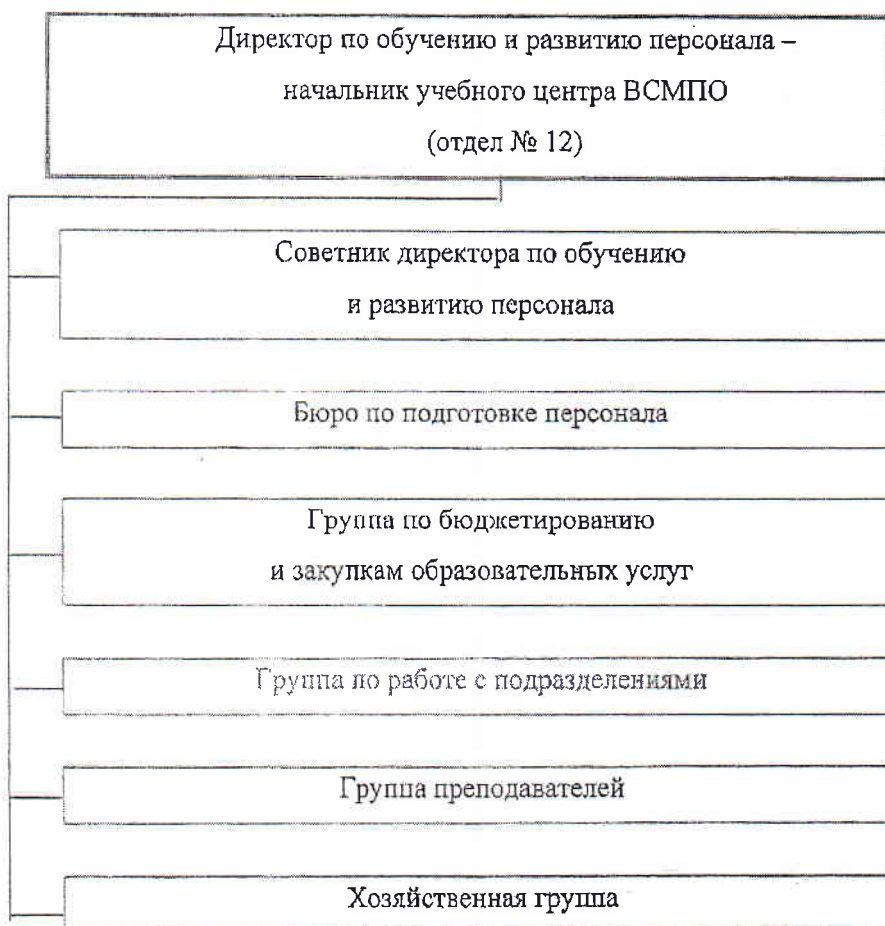 Директор по обучению и развитию персонала –
начальник учебного центра ВСМПО
(отдел № 12)
Советник директора по обучению
и развитию персонала
Бюро по подготовке персонала
Группа по бюджетированию
и закупкам образовательных услуг
Группа по работе с подразделениями
Группа преподавателей
Хозяйственная группа